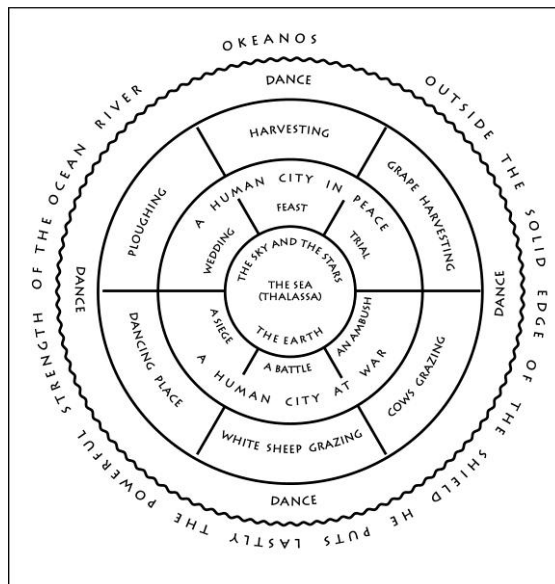 OKEANOS
OUTSIDE THE SOLID EDGE OF THE SHIELD HE PUTS LASTLY THE POWERFUL STRENGTH OF THE OCEAN RIVER
DANCE
DANCE
DANCE
DANCE
HARVESTING
GRAPE HARVESTING
COWS GRAZING
WHITE SHEEP GRAZING
DANCING PLACE
PLOUGHING
A HUMAN CITY IN PEACE
WEDDING
FEAST
TRIAL
THE SKY AND THE STARS
THE SEA
(THALASSA)
THE EARTH
A SIEGE
A BATTLE
AN AMBUSH
A HUMAN CITY AT WAR